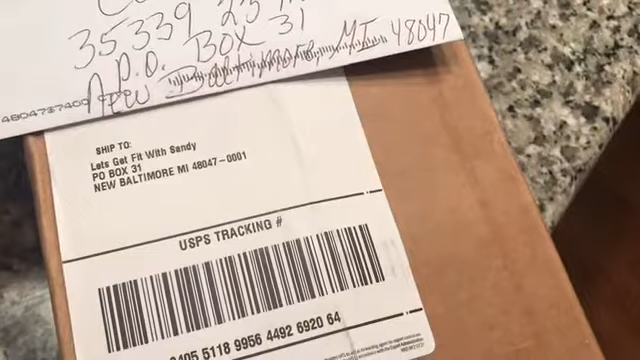 35339 23
P.O. BOX 31
New Baltimore, MI 48047
SHIP TO:
Lets Get Fit With Sandy
PO BOX 31
NEW BALTIMORE MI 48047-0001
USPS TRACKING #
5118 9956 4492 6920 64